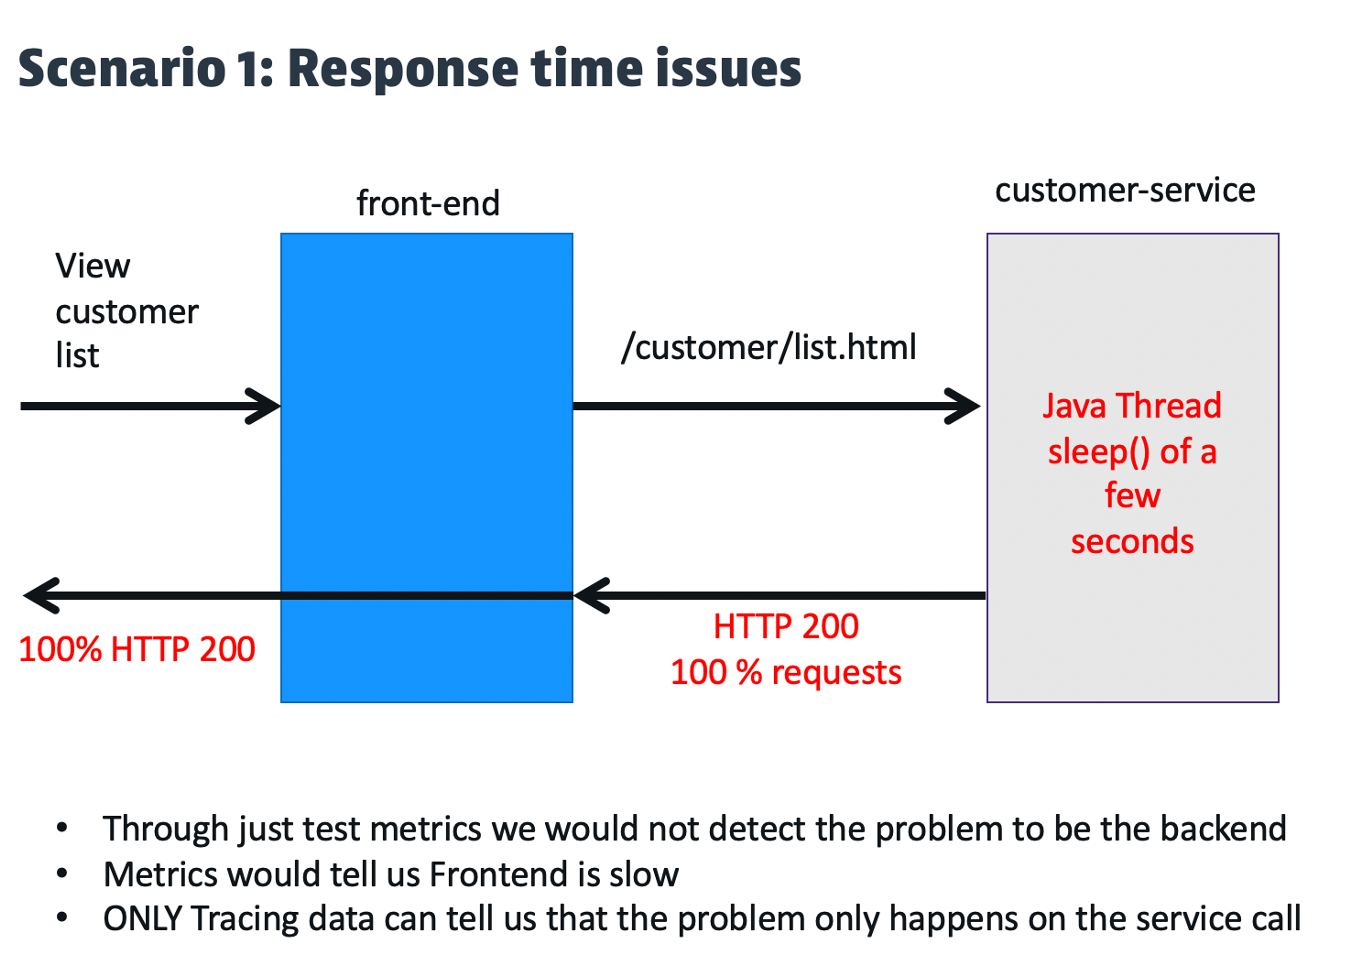 Scenario 1: Response time issues
front-end
customer-service
View
customer
list
/customer/list.html
Java Thread
sleep() of a
few
seconds
100% HTTP 200
HTTP 200
100 % requests
• Through just test metrics we would not detect the problem to be the backend
• Metrics would tell us Frontend is slow
• ONLY Tracing data can tell us that the problem only happens on the service call